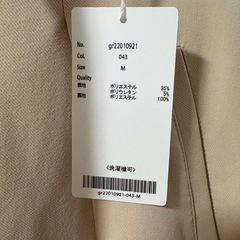 No. gr22010921
Col. 043
Size M
Quality
表地 ポリエステル 95%
ポリウレタン 5%
裏地 ポリエステル 100%
〈洗濯機可〉
gr22010921-043-M